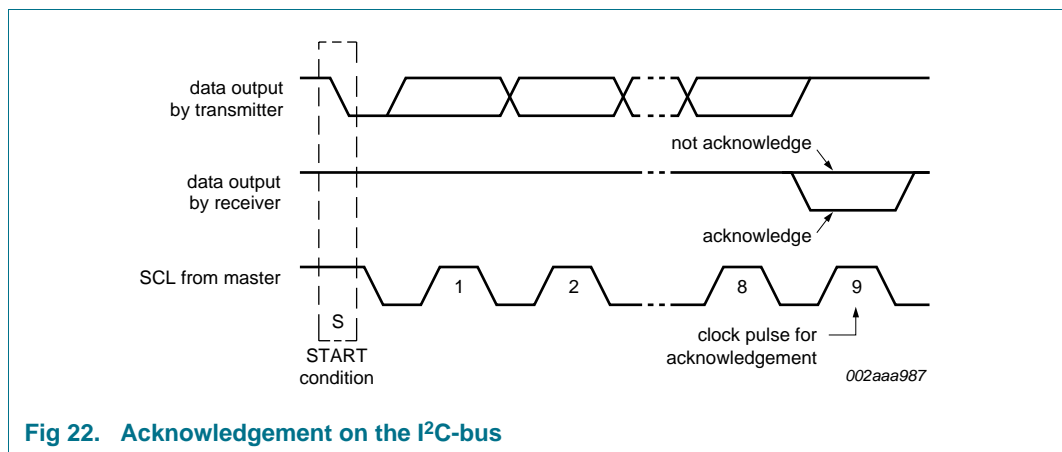 data output
by transmitter
not acknowledge
data output
by receiver
acknowledge
SCL from master
1
2
8
9
S
START
condition
clock pulse for
acknowledgement
002aaa987
Fig 22. Acknowledgement on the I²C-bus